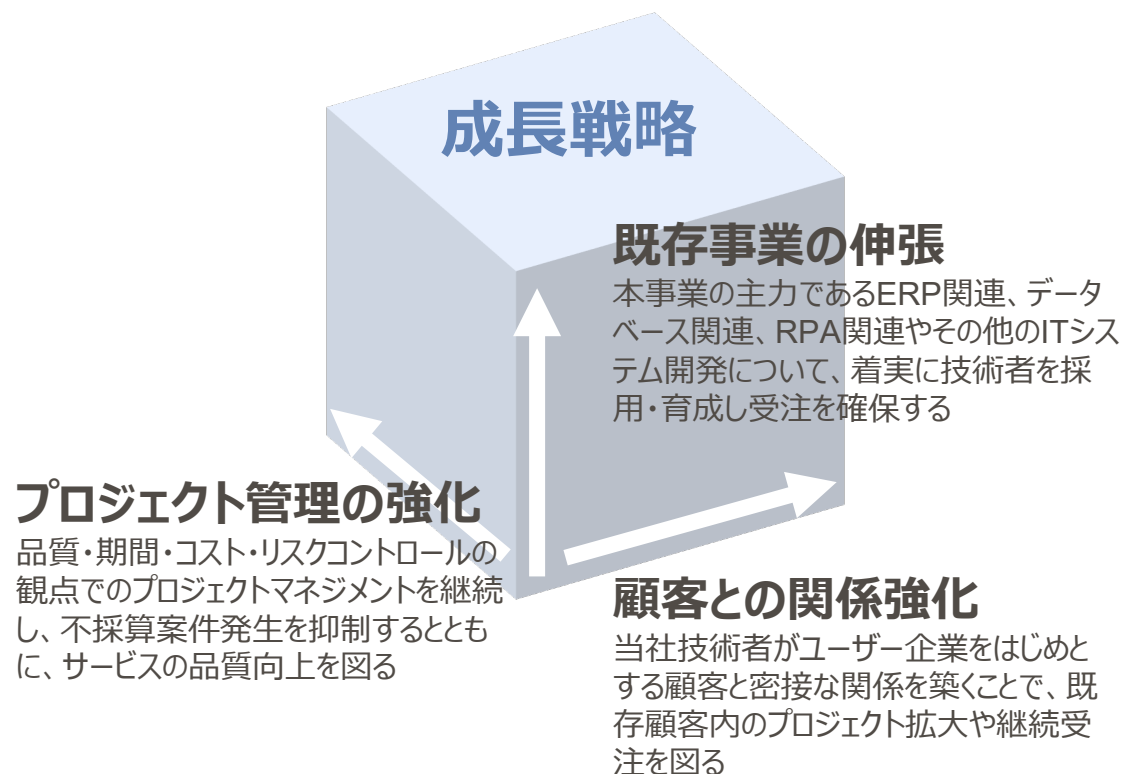 成長戦略
既存事業の伸張
本事業の主力であるERP関連、データ
ベース関連、RPA関連やその他のITシス
テム開発について、着実に技術者を採
用・育成し受注を確保する
プロジェクト管理の強化
品質・期間・コスト・リスクコントロールの
観点でのプロジェクトマネジメントを継続
し、不採算案件発生を抑制するととも
に、サービスの品質向上を図る
顧客との関係強化
当社技術者がユーザー企業をはじめと
する顧客と密接な関係を築くことで、既
存顧客内のプロジェクト拡大や継続受
注を図る